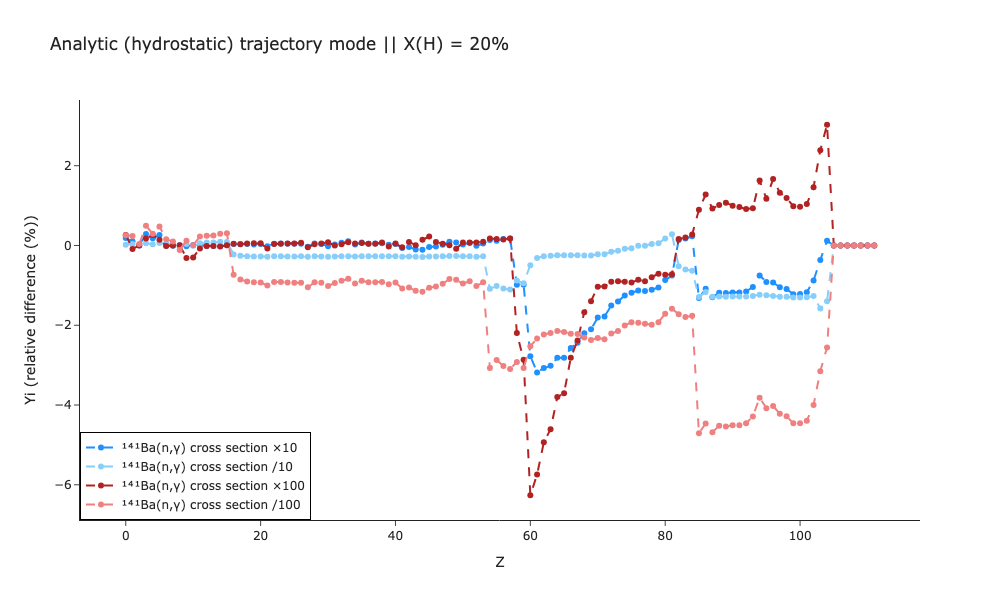 Analytic (hydrostatic) trajectory mode || X(H) = 20%
Yi (relative difference (%))
2
0
−2
−4
−6
¹⁴¹Ba(n,γ) cross section ×10
¹⁴¹Ba(n,γ) cross section /10
¹⁴¹Ba(n,γ) cross section ×100
¹⁴¹Ba(n,γ) cross section /100
0 20 40 60 80 100
Z